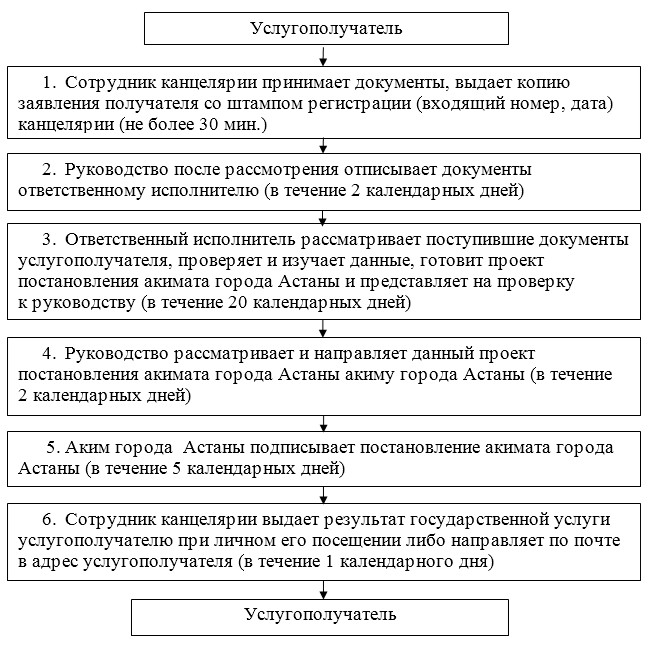 Услугополучатель
1. Сотрудник канцелярии принимает документы, выдает копию
заявления получателя со штампом регистрации (входящий номер, дата)
канцелярии (не более 30 мин.)
2. Руководство после рассмотрения отписывает документы
ответственному исполнителю (в течение 2 календарных дней)
3. Ответственный исполнитель рассматривает поступившие документы
услугополучателя, проверяет и изучает данные, готовит проект
постановления акимата города Астаны и представляет на проверку
к руководству (в течение 20 календарных дней)
4. Руководство рассматривает и направляет данный проект
постановления акимата города Астаны акиму города Астаны (в течение
2 календарных дней)
5. Аким города Астаны подписывает постановление акимата города
Астаны (в течение 5 календарных дней)
6. Сотрудник канцелярии выдает результат государственной услуги
услугополучателю при личном его посещении либо направляет по почте
в адрес услугополучателя (в течение 1 календарного дня)
Услугополучатель